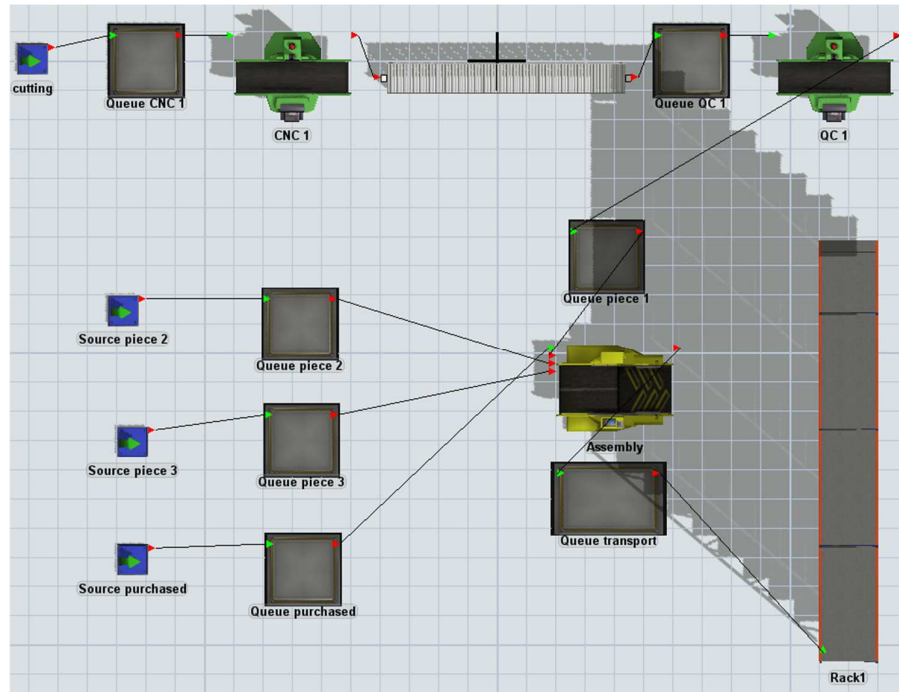 cutting
Queue CNC 1
CNC 1
Queue QC 1
QC 1
Queue piece 1
Source piece 2
Queue piece 2
Source piece 3
Queue piece 3
Assembly
Queue transport
Source purchased
Queue purchased
Rack1